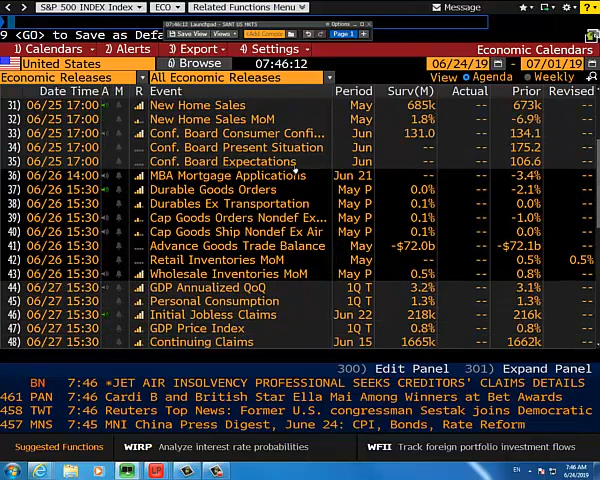 S&P 500 INDEX Index ECO Related Functions Menu Message
07:46:12 Launchpad - SANT US MKTS Options
9 <GO> to Save as Defa Save View Views Page 1
1) Calendars 2) Alerts 3) Export 4) Settings Economic Calendars
United States Browse 07:46:12 06/24/19 - 07/01/19
Economic Releases All Economic Releases View Agenda Weekly
Date Time A M R Event Period Surv(M) Actual Prior Revised
31) 06/25 17:00 New Home Sales May 685k -- 673k --
32) 06/25 17:00 New Home Sales MoM May 1.8% -- -6.9% --
33) 06/25 17:00 Conf. Board Consumer Confi... Jun 131.0 -- 134.1 --
34) 06/25 17:00 Conf. Board Present Situation Jun -- -- 175.2 --
35) 06/25 17:00 Conf. Board Expectations Jun -- -- 106.6 --
36) 06/26 14:00 MBA Mortgage Applications Jun 21 -- -- -3.4% --
37) 06/26 15:30 Durable Goods Orders May P 0.0% -- -2.1% --
38) 06/26 15:30 Durables Ex Transportation May P 0.1% -- 0.0% --
39) 06/26 15:30 Cap Goods Orders Nondef Ex... May P 0.1% -- -1.0% --
40) 06/26 15:30 Cap Goods Ship Nondef Ex Air May P 0.1% -- 0.0% --
41) 06/26 15:30 Advance Goods Trade Balance May -$72.0b -- -$72.1b --
42) 06/26 15:30 Retail Inventories MoM May -- -- 0.5% 0.5%
43) 06/26 15:30 Wholesale Inventories MoM May P 0.5% -- 0.8% --
44) 06/27 15:30 GDP Annualized QoQ 1Q T 3.2% -- 3.1% --
45) 06/27 15:30 Personal Consumption 1Q T 1.3% -- 1.3% --
46) 06/27 15:30 Initial Jobless Claims Jun 22 218k -- 216k --
47) 06/27 15:30 GDP Price Index 1Q T 0.8% -- 0.8% --
48) 06/27 15:30 Continuing Claims Jun 15 1665k -- 1662k --
300) Edit Panel 301) Expand Panel
BN 7:46 *JET AIR INSOLVENCY PROFESSIONAL SEEKS CREDITORS' CLAIMS DETAILS
461 PAN 7:46 Cardi B and British Star Ella Mai Among Winners at Bet Awards
458 TWT 7:46 Reuters Top News: Former U.S. congressman Sestak joins Democratic
457 MNS 7:45 MNI China Press Digest, June 24: CPI, Bonds, Rate Reform
Suggested Functions WIRP Analyze interest rate probabilities WFII Track foreign portfolio investment flows
EN 7:46 AM
6/24/2019